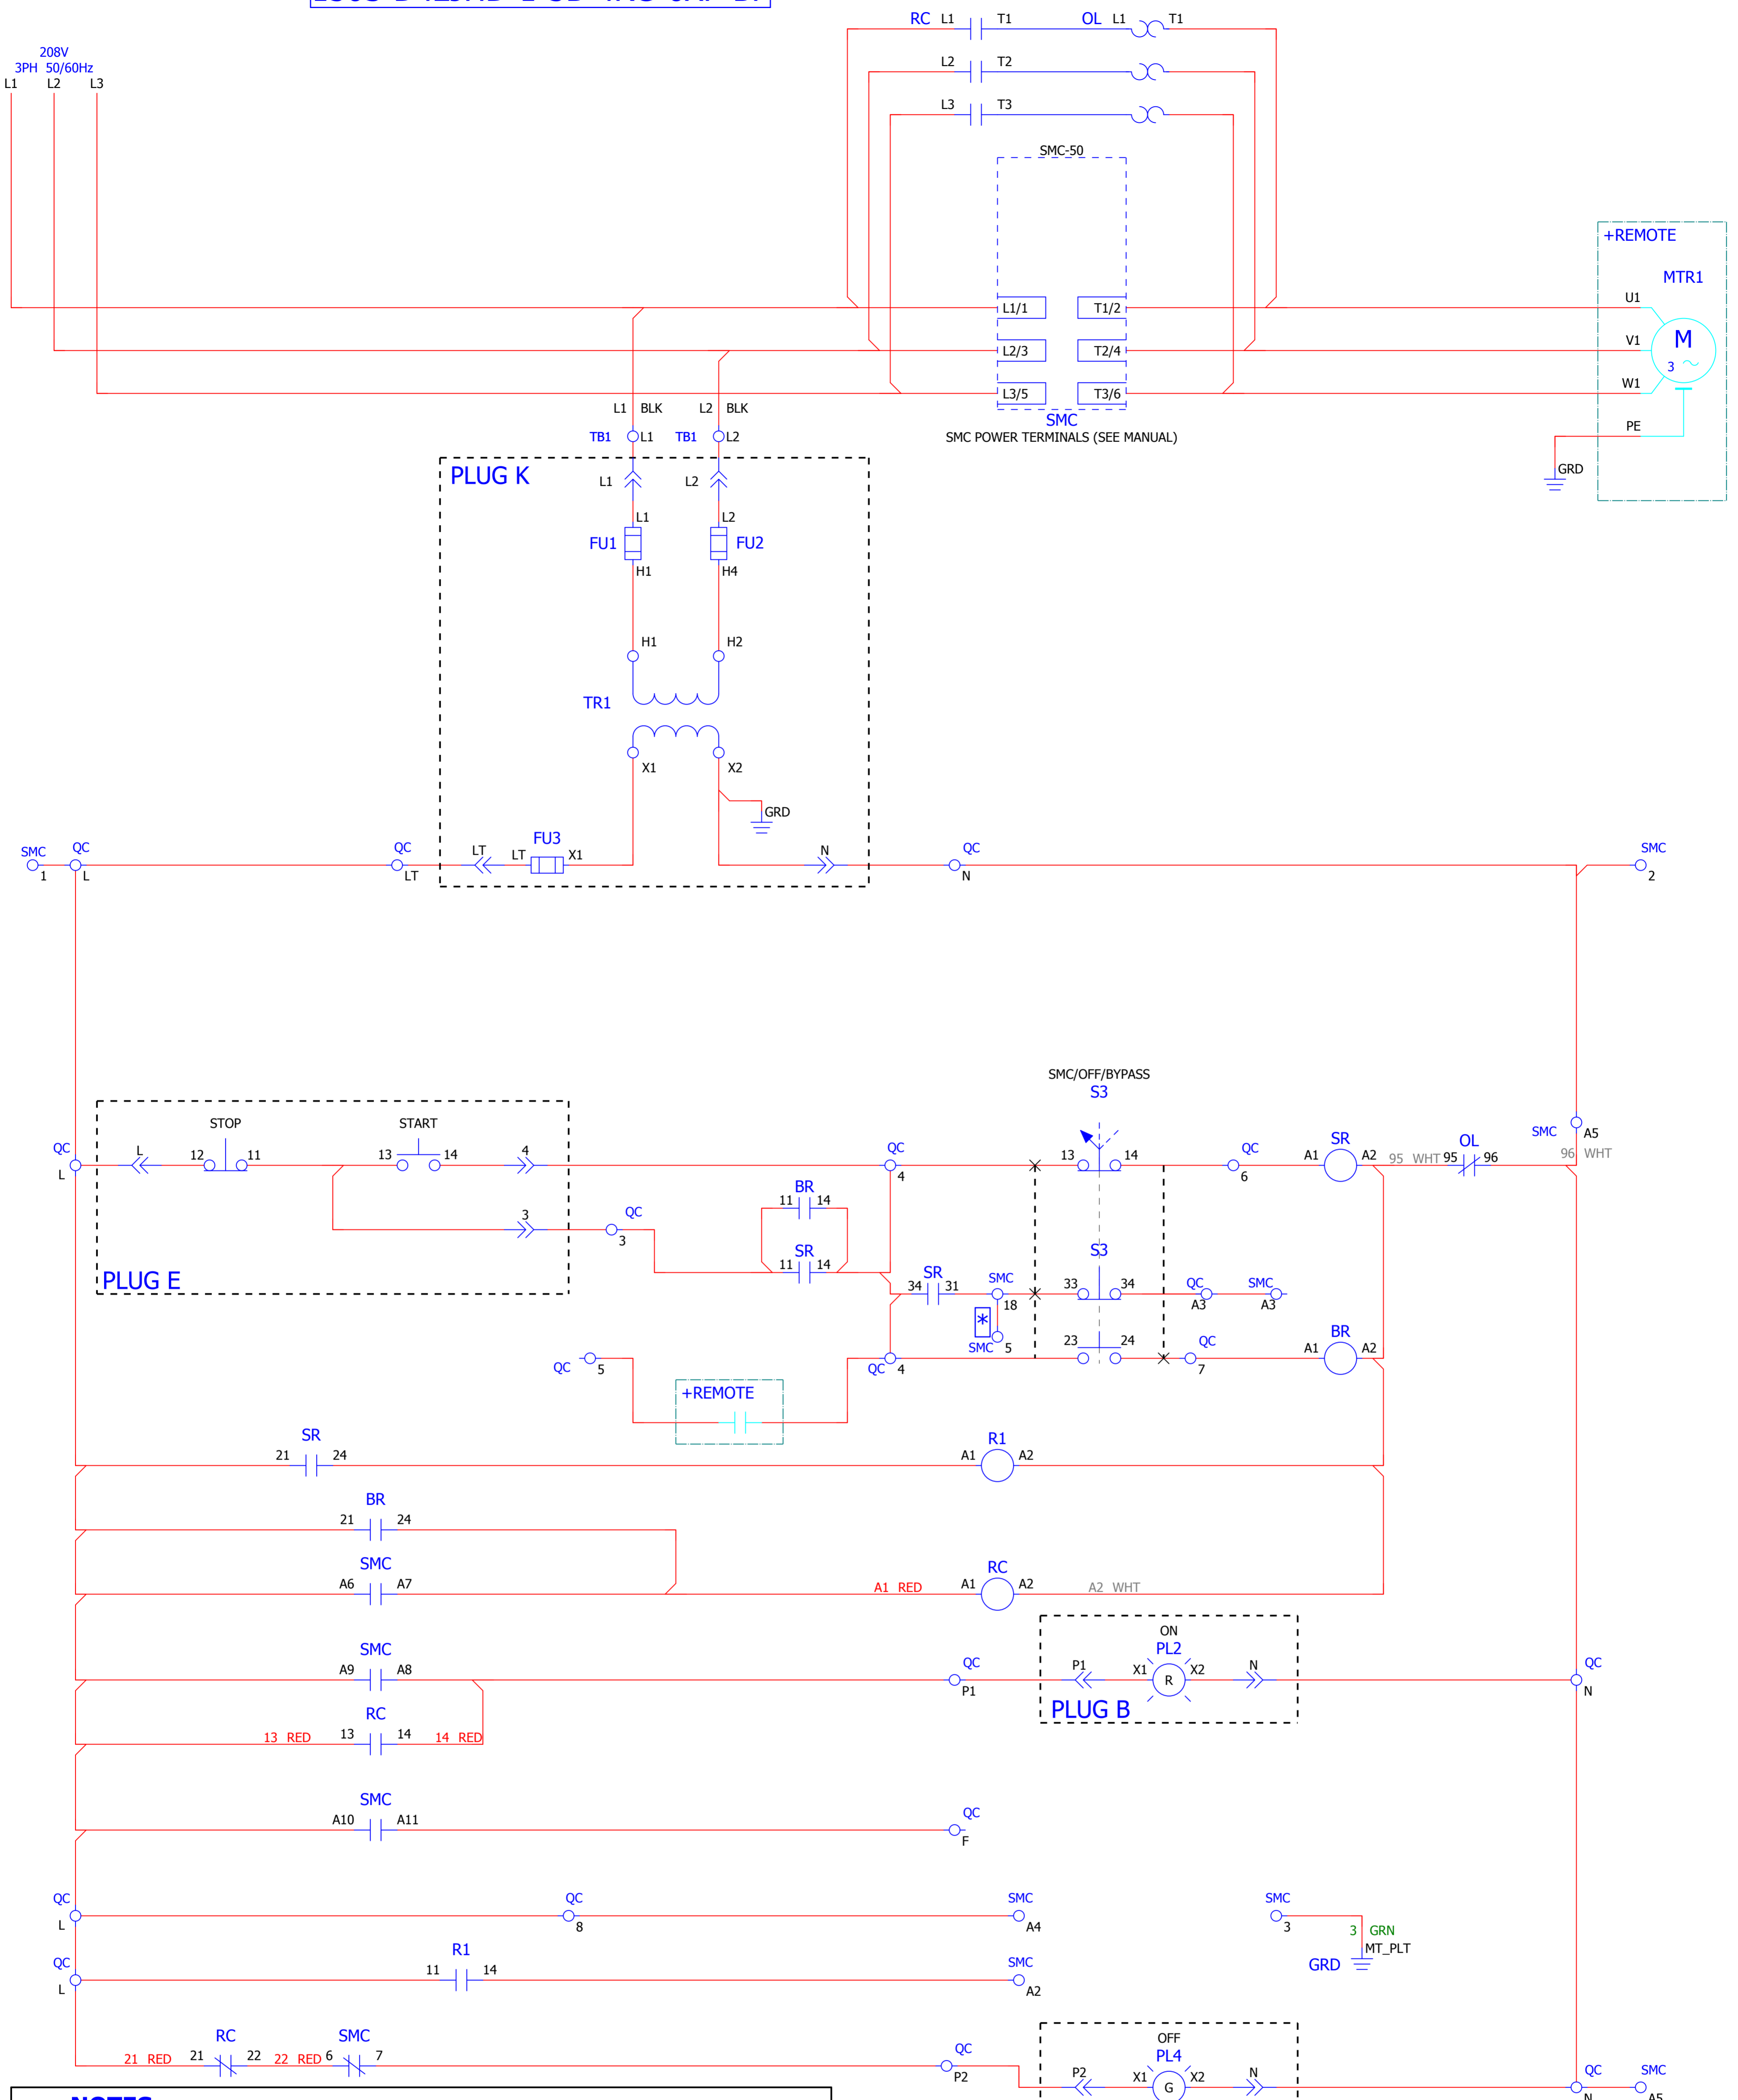 RC L1 T1 OL L1 T1
208V
3PH 50/60Hz
L1 L2 L3
L2 T2
L3 T3
SMC-50
+REMOTE
MTR1
L1/1 T1/2 U1
L2/3 T2/4 V1 M
3
L3/5 T3/6 W1
L1 BLK L2 BLK
SMC
PE
TB1 L1 TB1 L2
SMC POWER TERMINALS (SEE MANUAL)
PLUG K
L1 L2
GRD
L1 L2
FU1 FU2
H1 H4
H1 H2
TR1
X1 X2
GRD
FU3
SMC QC QC LT LT X1 N QC SMC
1 L LT N 2
SMC/OFF/BYPASS
S3
STOP START
QC L 12 11 13 14 4 QC 13 14 QC SR OL SMC A5
L 4 6 A1 A2 95 WHT 95 96 96 WHT
BR
11 14
3 QC
3
SR
11 14
S3
PLUG E
SR
34 31 SMC 33 34 QC SMC
18 A3 A3
*
SMC 5 23 24 QC BR
QC 5 QC 4 7 A1 A2
+REMOTE
SR R1
21 24 A1 A2
BR
21 24
SMC RC
A6 A7 A1 RED A1 A2 A2 WHT
ON
SMC PL2
A9 A8 QC P1 X1 R X2 N QC
P1 N
PLUG B
RC
13 RED 13 14 14 RED
SMC
A10 A11 QC
F
QC QC SMC SMC
L 8 A4 3
3 GRN
MT_PLT
GRD
QC R1 SMC
L 11 14 A2
OFF
RC SMC PL4
21 RED 21 22 22 RED 6 7 QC
P2 P2 X1 G X2 N QC SMC
N A5